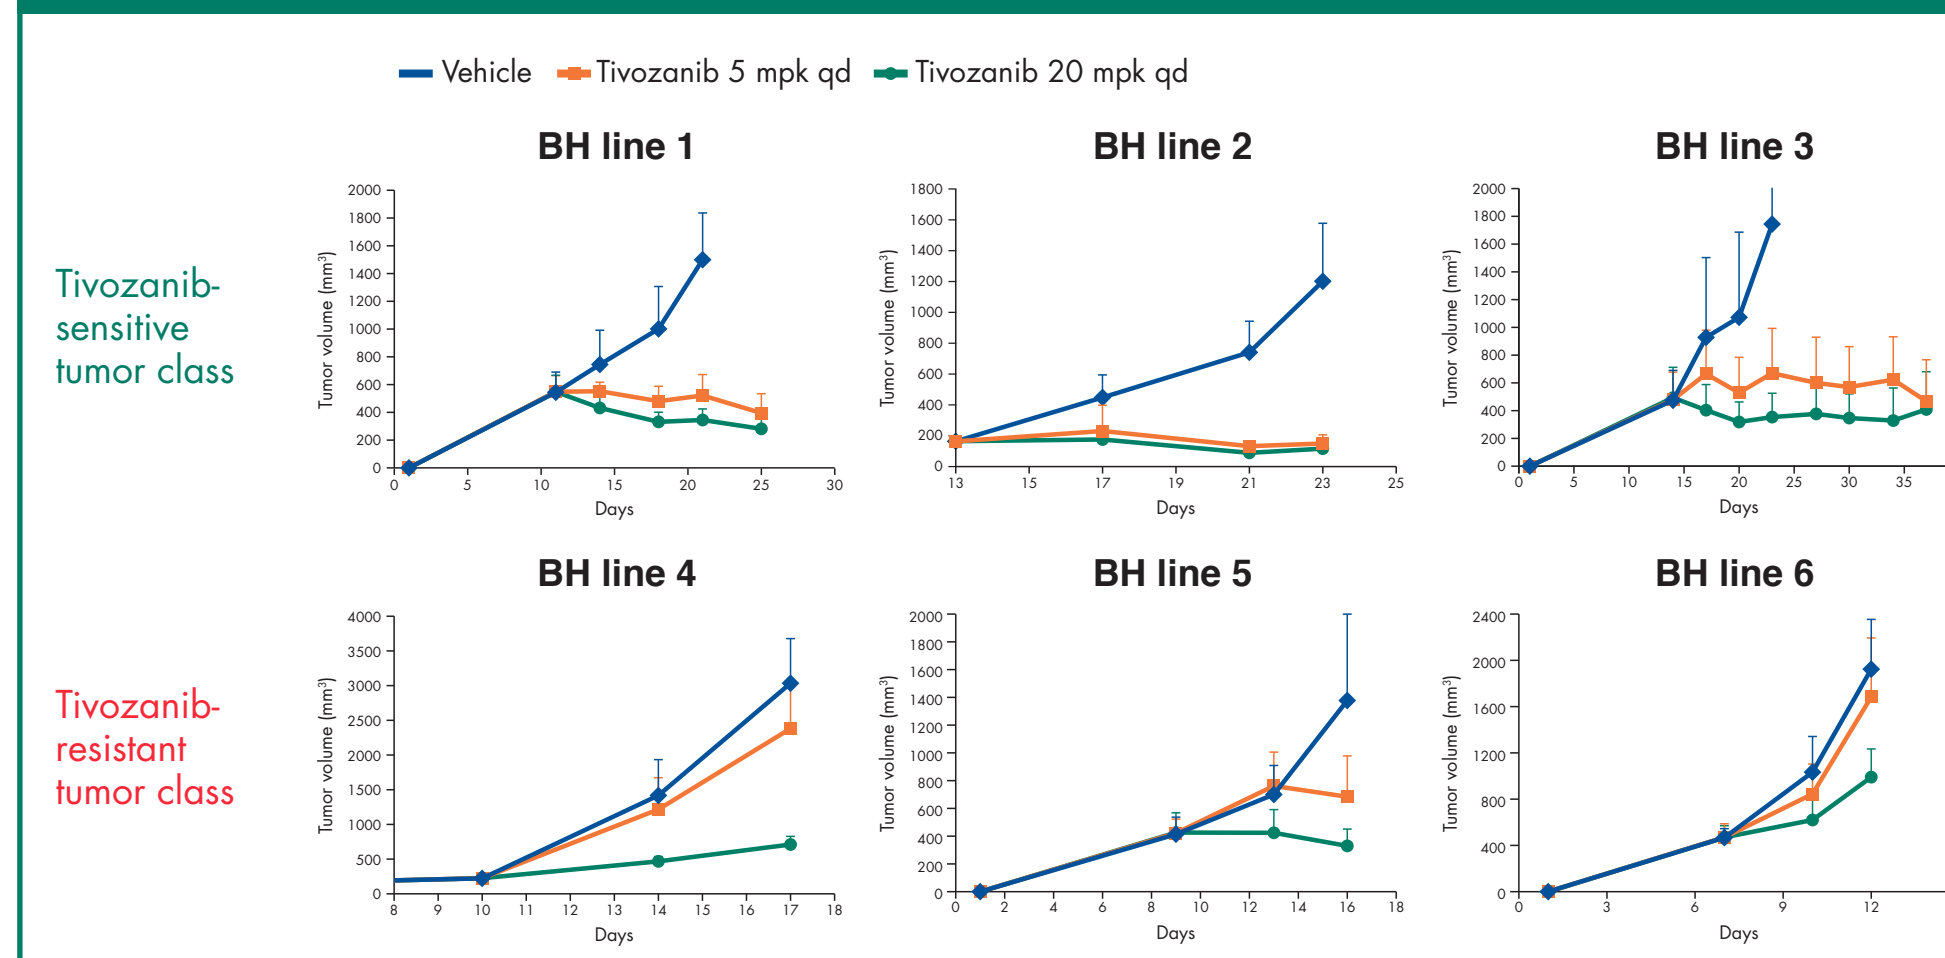 Vehicle Tivozanib 5 mpk qd Tivozanib 20 mpk qd
Tivozanib-
sensitive
tumor class
BH line 1
Tumor volume (mm³)
2000
1800
1600
1400
1200
1000
800
600
400
200
0
0 5 10 15 20 25 30
Days
BH line 2
Tumor volume (mm³)
1800
1600
1400
1200
1000
800
600
400
200
0
13 15 17 19 21 23 25
Days
BH line 3
Tumor volume (mm³)
2000
1800
1600
1400
1200
1000
800
600
400
200
0
0 5 10 15 20 25 30 35
Days
Tivozanib-
resistant
tumor class
BH line 4
Tumor volume (mm³)
4000
3500
3000
2500
2000
1500
1000
500
0
8 9 10 11 12 13 14 15 16 17 18
Days
BH line 5
Tumor volume (mm³)
2000
1800
1600
1400
1200
1000
800
600
400
200
0
0 2 4 6 8 10 12 14 16 18
Days
BH line 6
Tumor volume (mm³)
2400
2000
1600
1200
800
400
0
0 3 6 9 12
Days